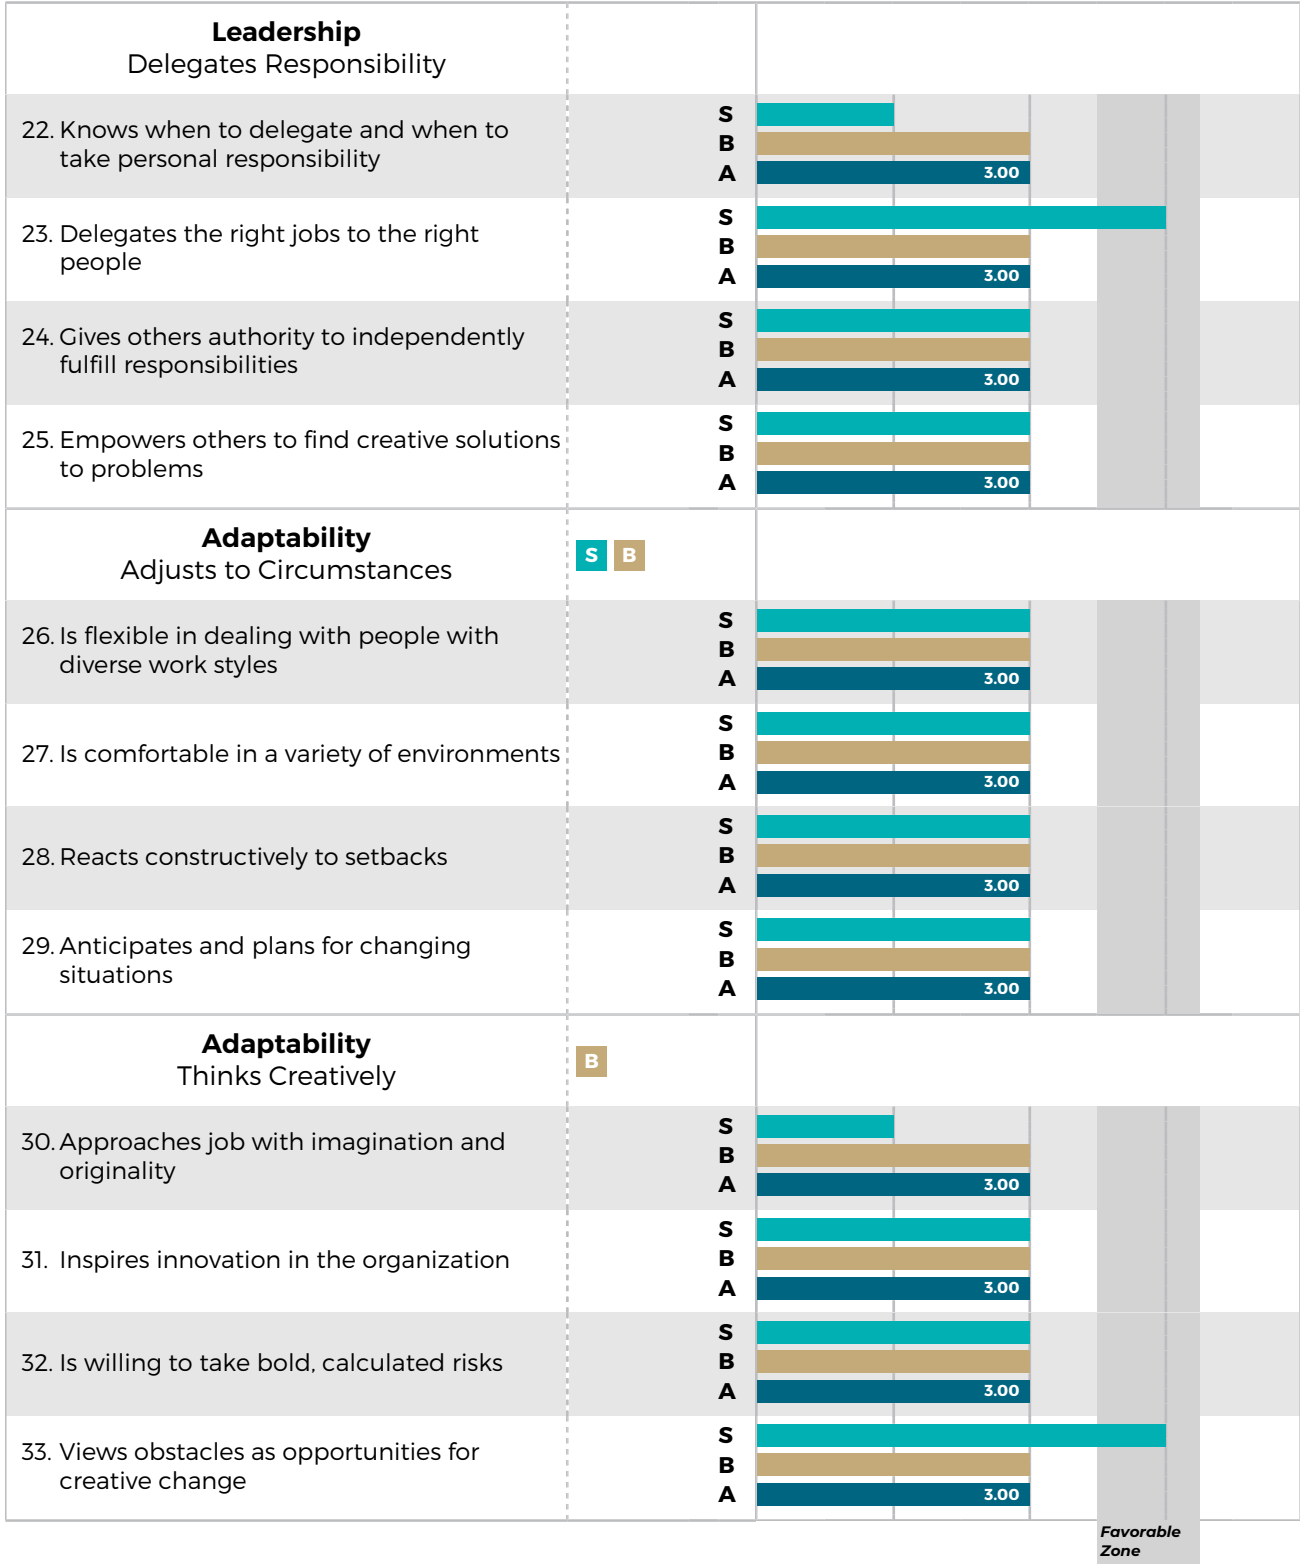 Leadership
Delegates Responsibility
22. Knows when to delegate and when to
take personal responsibility
S
B
A 3.00
23. Delegates the right jobs to the right
people
S
B
A 3.00
24. Gives others authority to independently
fulfill responsibilities
S
B
A 3.00
25. Empowers others to find creative solutions
to problems
S
B
A 3.00
Adaptability
Adjusts to Circumstances
S B
26. Is flexible in dealing with people with
diverse work styles
S
B
A 3.00
27. Is comfortable in a variety of environments
S
B
A 3.00
28. Reacts constructively to setbacks
S
B
A 3.00
29. Anticipates and plans for changing
situations
S
B
A 3.00
Adaptability
Thinks Creatively
B
30. Approaches job with imagination and
originality
S
B
A 3.00
31. Inspires innovation in the organization
S
B
A 3.00
32. Is willing to take bold, calculated risks
S
B
A 3.00
33. Views obstacles as opportunities for
creative change
S
B
A 3.00
Favorable
Zone